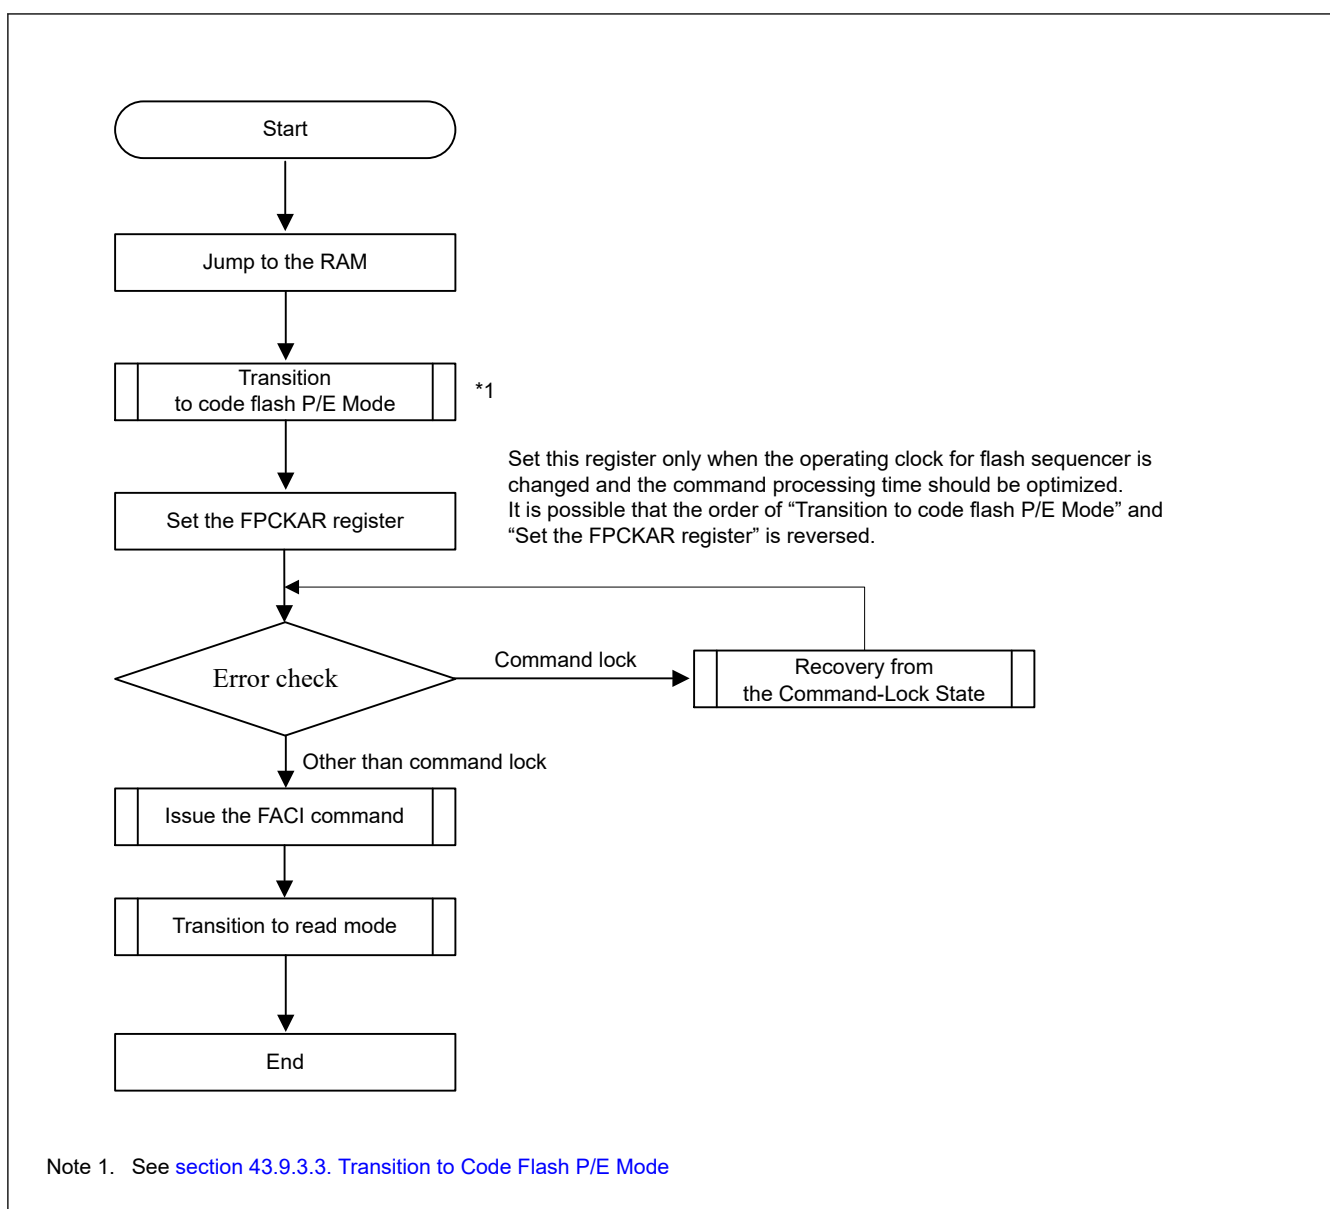 Start
Jump to the RAM
Transition
to code flash P/E Mode
*1
Set this register only when the operating clock for flash sequencer is
changed and the command processing time should be optimized.
It is possible that the order of “Transition to code flash P/E Mode” and
“Set the FPCKAR register” is reversed.
Set the FPCKAR register
Error check
Command lock
Recovery from
the Command-Lock State
Other than command lock
Issue the FACI command
Transition to read mode
End
Note 1. See section 43.9.3.3. Transition to Code Flash P/E Mode